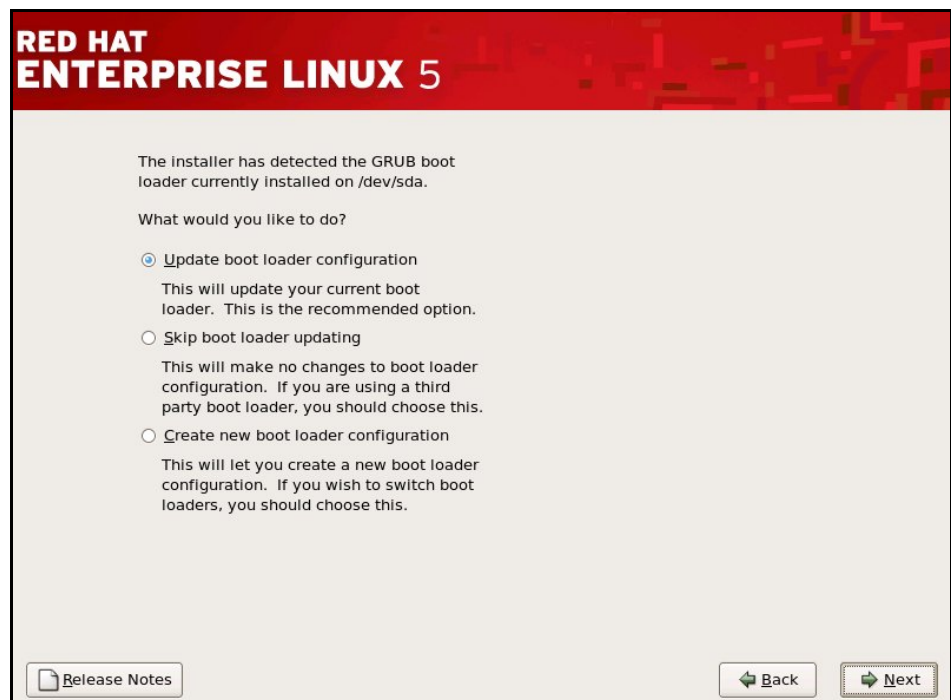 RED HAT
ENTERPRISE LINUX 5
The installer has detected the GRUB boot
loader currently installed on /dev/sda.
What would you like to do?
Update boot loader configuration
This will update your current boot
loader.  This is the recommended option.
Skip boot loader updating
This will make no changes to boot loader
configuration.  If you are using a third
party boot loader, you should choose this.
Create new boot loader configuration
This will let you create a new boot loader
configuration.  If you wish to switch boot
loaders, you should choose this.
Release Notes
Back
Next